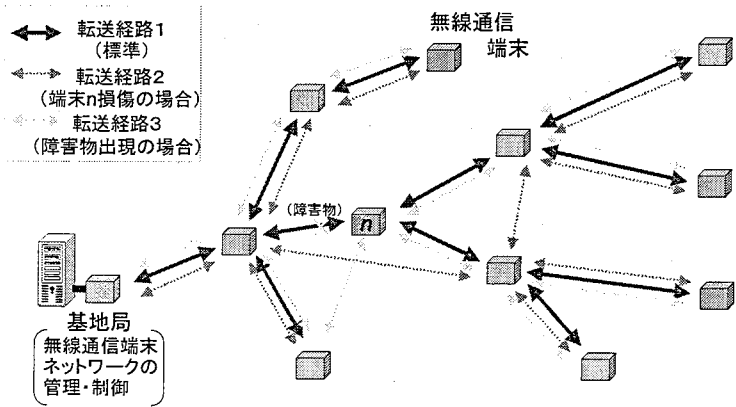 転送経路1
(標準)
転送経路2
(端末n損傷の場合)
転送経路3
(障害物出現の場合)
無線通信
端末
(障害物)
n
基地局
無線通信端末
ネットワークの
管理・制御